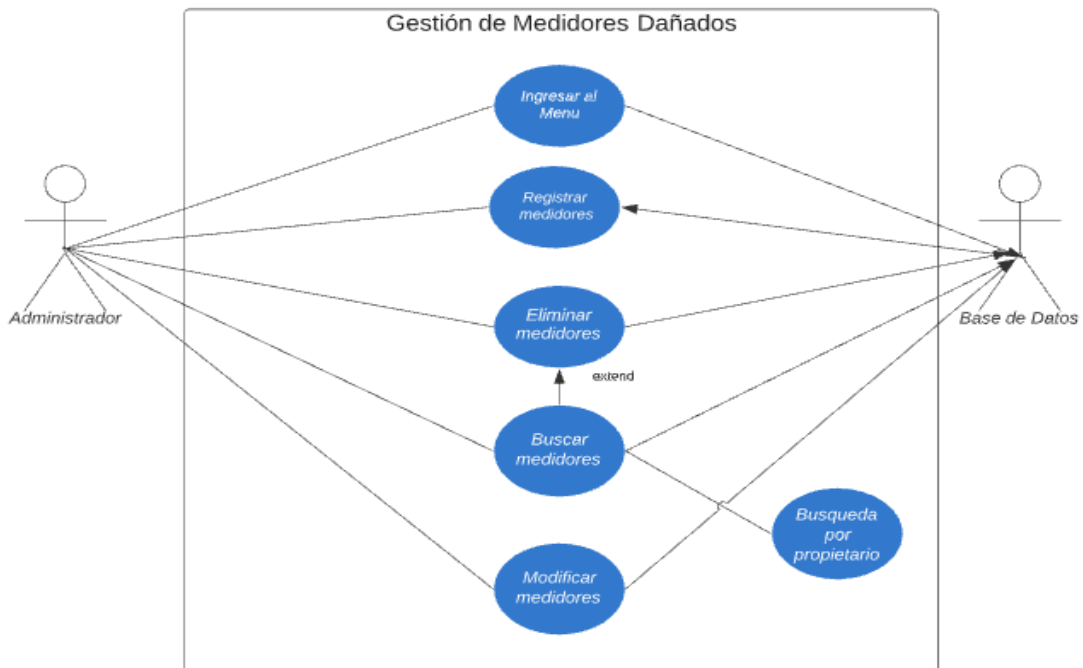 Gestión de Medidores Dañados
Ingresar al
Menu
Registrar
medidores
Administrador
Eliminar
medidores
Base de Datos
extend
Buscar
medidores
Busqueda
por
propietario
Modificar
medidores